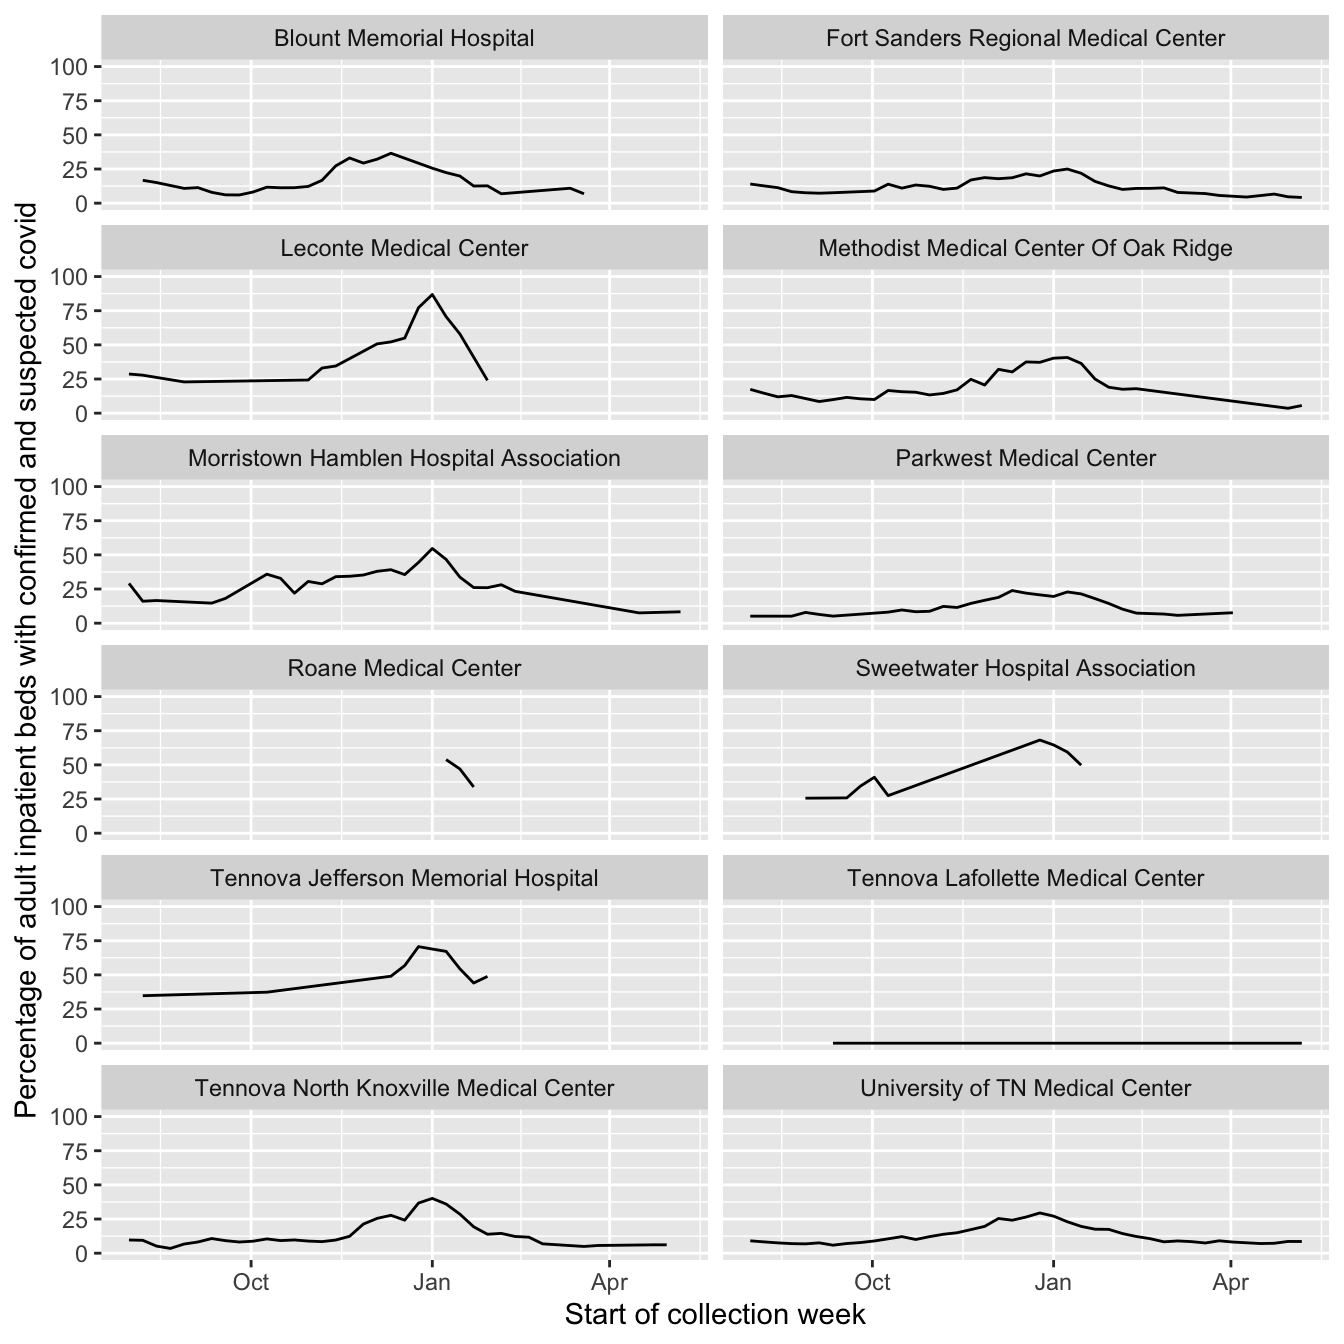 Blount Memorial Hospital
Fort Sanders Regional Medical Center
100
75
50
25
0
Leconte Medical Center
Methodist Medical Center Of Oak Ridge
100
75
50
25
0
Morristown Hamblen Hospital Association
Parkwest Medical Center
100
75
50
25
0
Roane Medical Center
Sweetwater Hospital Association
100
75
50
25
0
Tennova Jefferson Memorial Hospital
Tennova Lafollette Medical Center
100
75
50
25
0
Tennova North Knoxville Medical Center
University of TN Medical Center
100
75
50
25
0
Oct
Jan
Apr
Oct
Jan
Apr
Start of collection week
Percentage of adult inpatient beds with confirmed and suspected covid